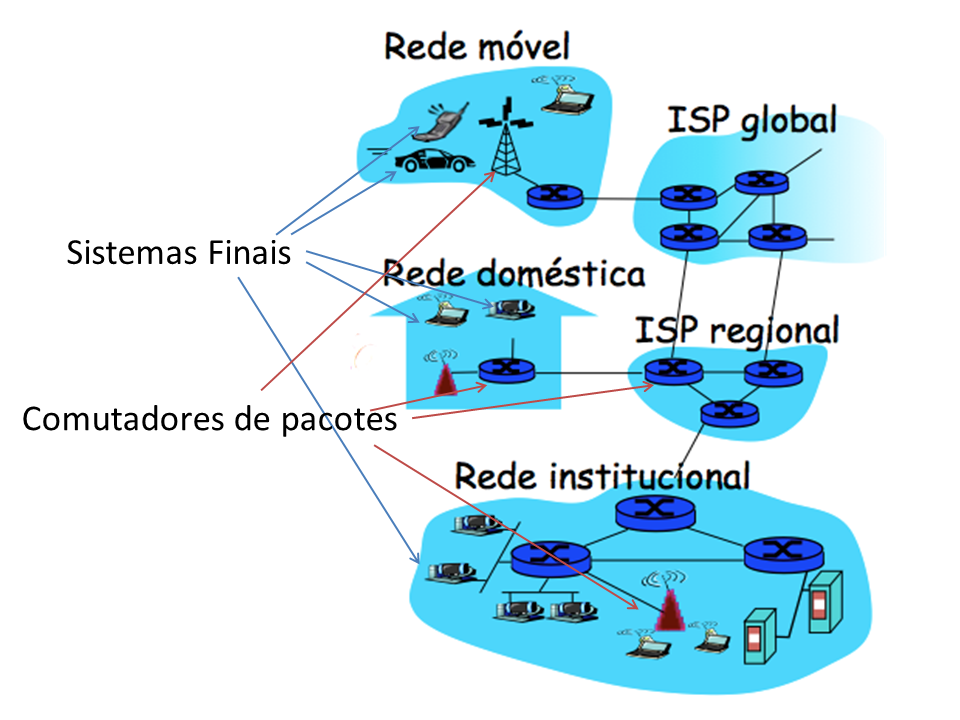 Rede móvel
ISP global
Sistemas Finais
Rede doméstica
ISP regional
Comutadores de pacotes
Rede institucional